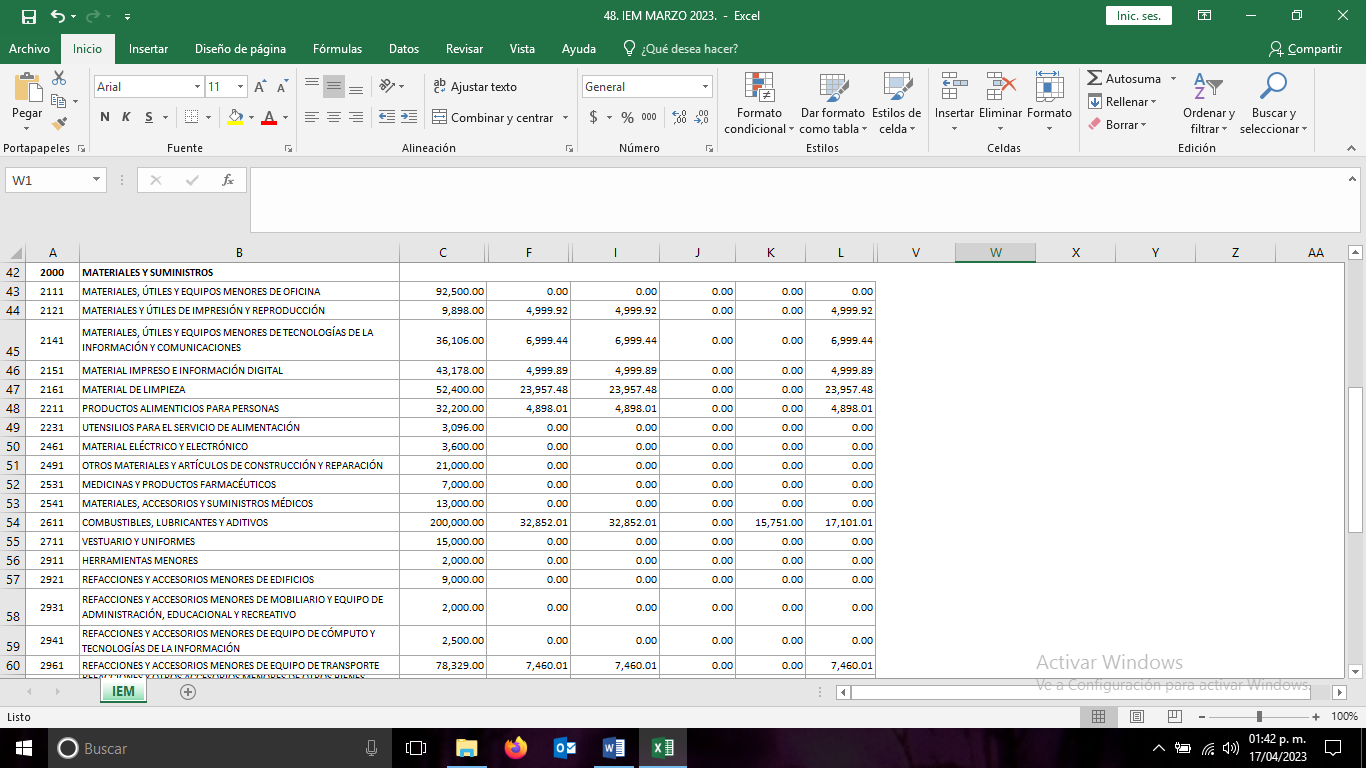 48. IEM MARZO 2023. - Excel
Inic. ses.
Archivo Inicio Insertar Diseño de página Fórmulas Datos Revisar Vista Ayuda ¿Qué desea hacer? Compartir
Pegar
Portapapeles
Arial 11
N K S
Fuente
Ajustar texto
Combinar y centrar
Alineación
General
$ % 000
Número
Formato condicional
Dar formato como tabla
Estilos de celda
Estilos
Insertar Eliminar Formato
Celdas
Autosuma
Rellenar
Borrar
Ordenar y filtrar
Buscar y seleccionar
Edición
W1 fx
A B C F I J K L V W X Y Z AA
42 2000 MATERIALES Y SUMINISTROS
43 2111 MATERIALES, ÚTILES Y EQUIPOS MENORES DE OFICINA 92,500.00 0.00 0.00 0.00 0.00 0.00
44 2121 MATERIALES Y ÚTILES DE IMPRESIÓN Y REPRODUCCIÓN 9,898.00 4,999.92 4,999.92 0.00 0.00 4,999.92
45 2141 MATERIALES, ÚTILES Y EQUIPOS MENORES DE TECNOLOGÍAS DE LA
INFORMACIÓN Y COMUNICACIONES 36,106.00 6,999.44 6,999.44 0.00 0.00 6,999.44
46 2151 MATERIAL IMPRESO E INFORMACIÓN DIGITAL 43,178.00 4,999.89 4,999.89 0.00 0.00 4,999.89
47 2161 MATERIAL DE LIMPIEZA 52,400.00 23,957.48 23,957.48 0.00 0.00 23,957.48
48 2211 PRODUCTOS ALIMENTICIOS PARA PERSONAS 32,200.00 4,898.01 4,898.01 0.00 0.00 4,898.01
49 2231 UTENSILIOS PARA EL SERVICIO DE ALIMENTACIÓN 3,096.00 0.00 0.00 0.00 0.00 0.00
50 2461 MATERIAL ELÉCTRICO Y ELECTRÓNICO 3,600.00 0.00 0.00 0.00 0.00 0.00
51 2491 OTROS MATERIALES Y ARTÍCULOS DE CONSTRUCCIÓN Y REPARACIÓN 21,000.00 0.00 0.00 0.00 0.00 0.00
52 2531 MEDICINAS Y PRODUCTOS FARMACÉUTICOS 7,000.00 0.00 0.00 0.00 0.00 0.00
53 2541 MATERIALES, ACCESORIOS Y SUMINISTROS MÉDICOS 13,000.00 0.00 0.00 0.00 0.00 0.00
54 2611 COMBUSTIBLES, LUBRICANTES Y ADITIVOS 200,000.00 32,852.01 32,852.01 0.00 15,751.00 17,101.01
55 2711 VESTUARIO Y UNIFORMES 15,000.00 0.00 0.00 0.00 0.00 0.00
56 2911 HERRAMIENTAS MENORES 2,000.00 0.00 0.00 0.00 0.00 0.00
57 2921 REFACCIONES Y ACCESORIOS MENORES DE EDIFICIOS 9,000.00 0.00 0.00 0.00 0.00 0.00
58 2931 REFACCIONES Y ACCESORIOS MENORES DE MOBILIARIO Y EQUIPO DE
ADMINISTRACIÓN, EDUCACIONAL Y RECREATIVO 2,000.00 0.00 0.00 0.00 0.00 0.00
59 2941 REFACCIONES Y ACCESORIOS MENORES DE EQUIPO DE CÓMPUTO Y
TECNOLOGÍAS DE LA INFORMACIÓN 2,500.00 0.00 0.00 0.00 0.00 0.00
60 2961 REFACCIONES Y ACCESORIOS MENORES DE EQUIPO DE TRANSPORTE 78,329.00 7,460.01 7,460.01 0.00 0.00 7,460.01
Activar Windows
Ve a Configuración para activar Windows.
IEM
Listo 100%
Buscar
01:42 p. m.
17/04/2023